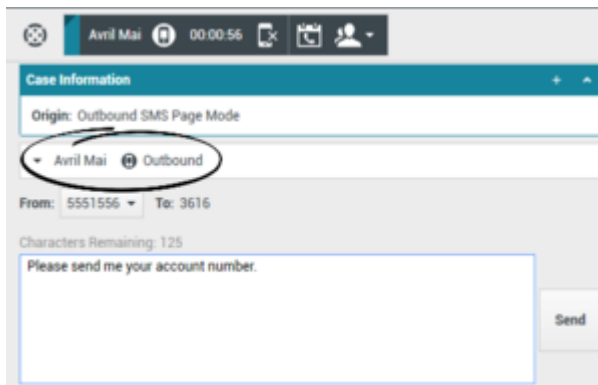 Avril Mai 00:00:56
Case Information
Origin: Outbound SMS Page Mode
Avril Mai Outbound
From: 5551556 To: 3616
Characters Remaining: 125
Please send me your account number.
Send